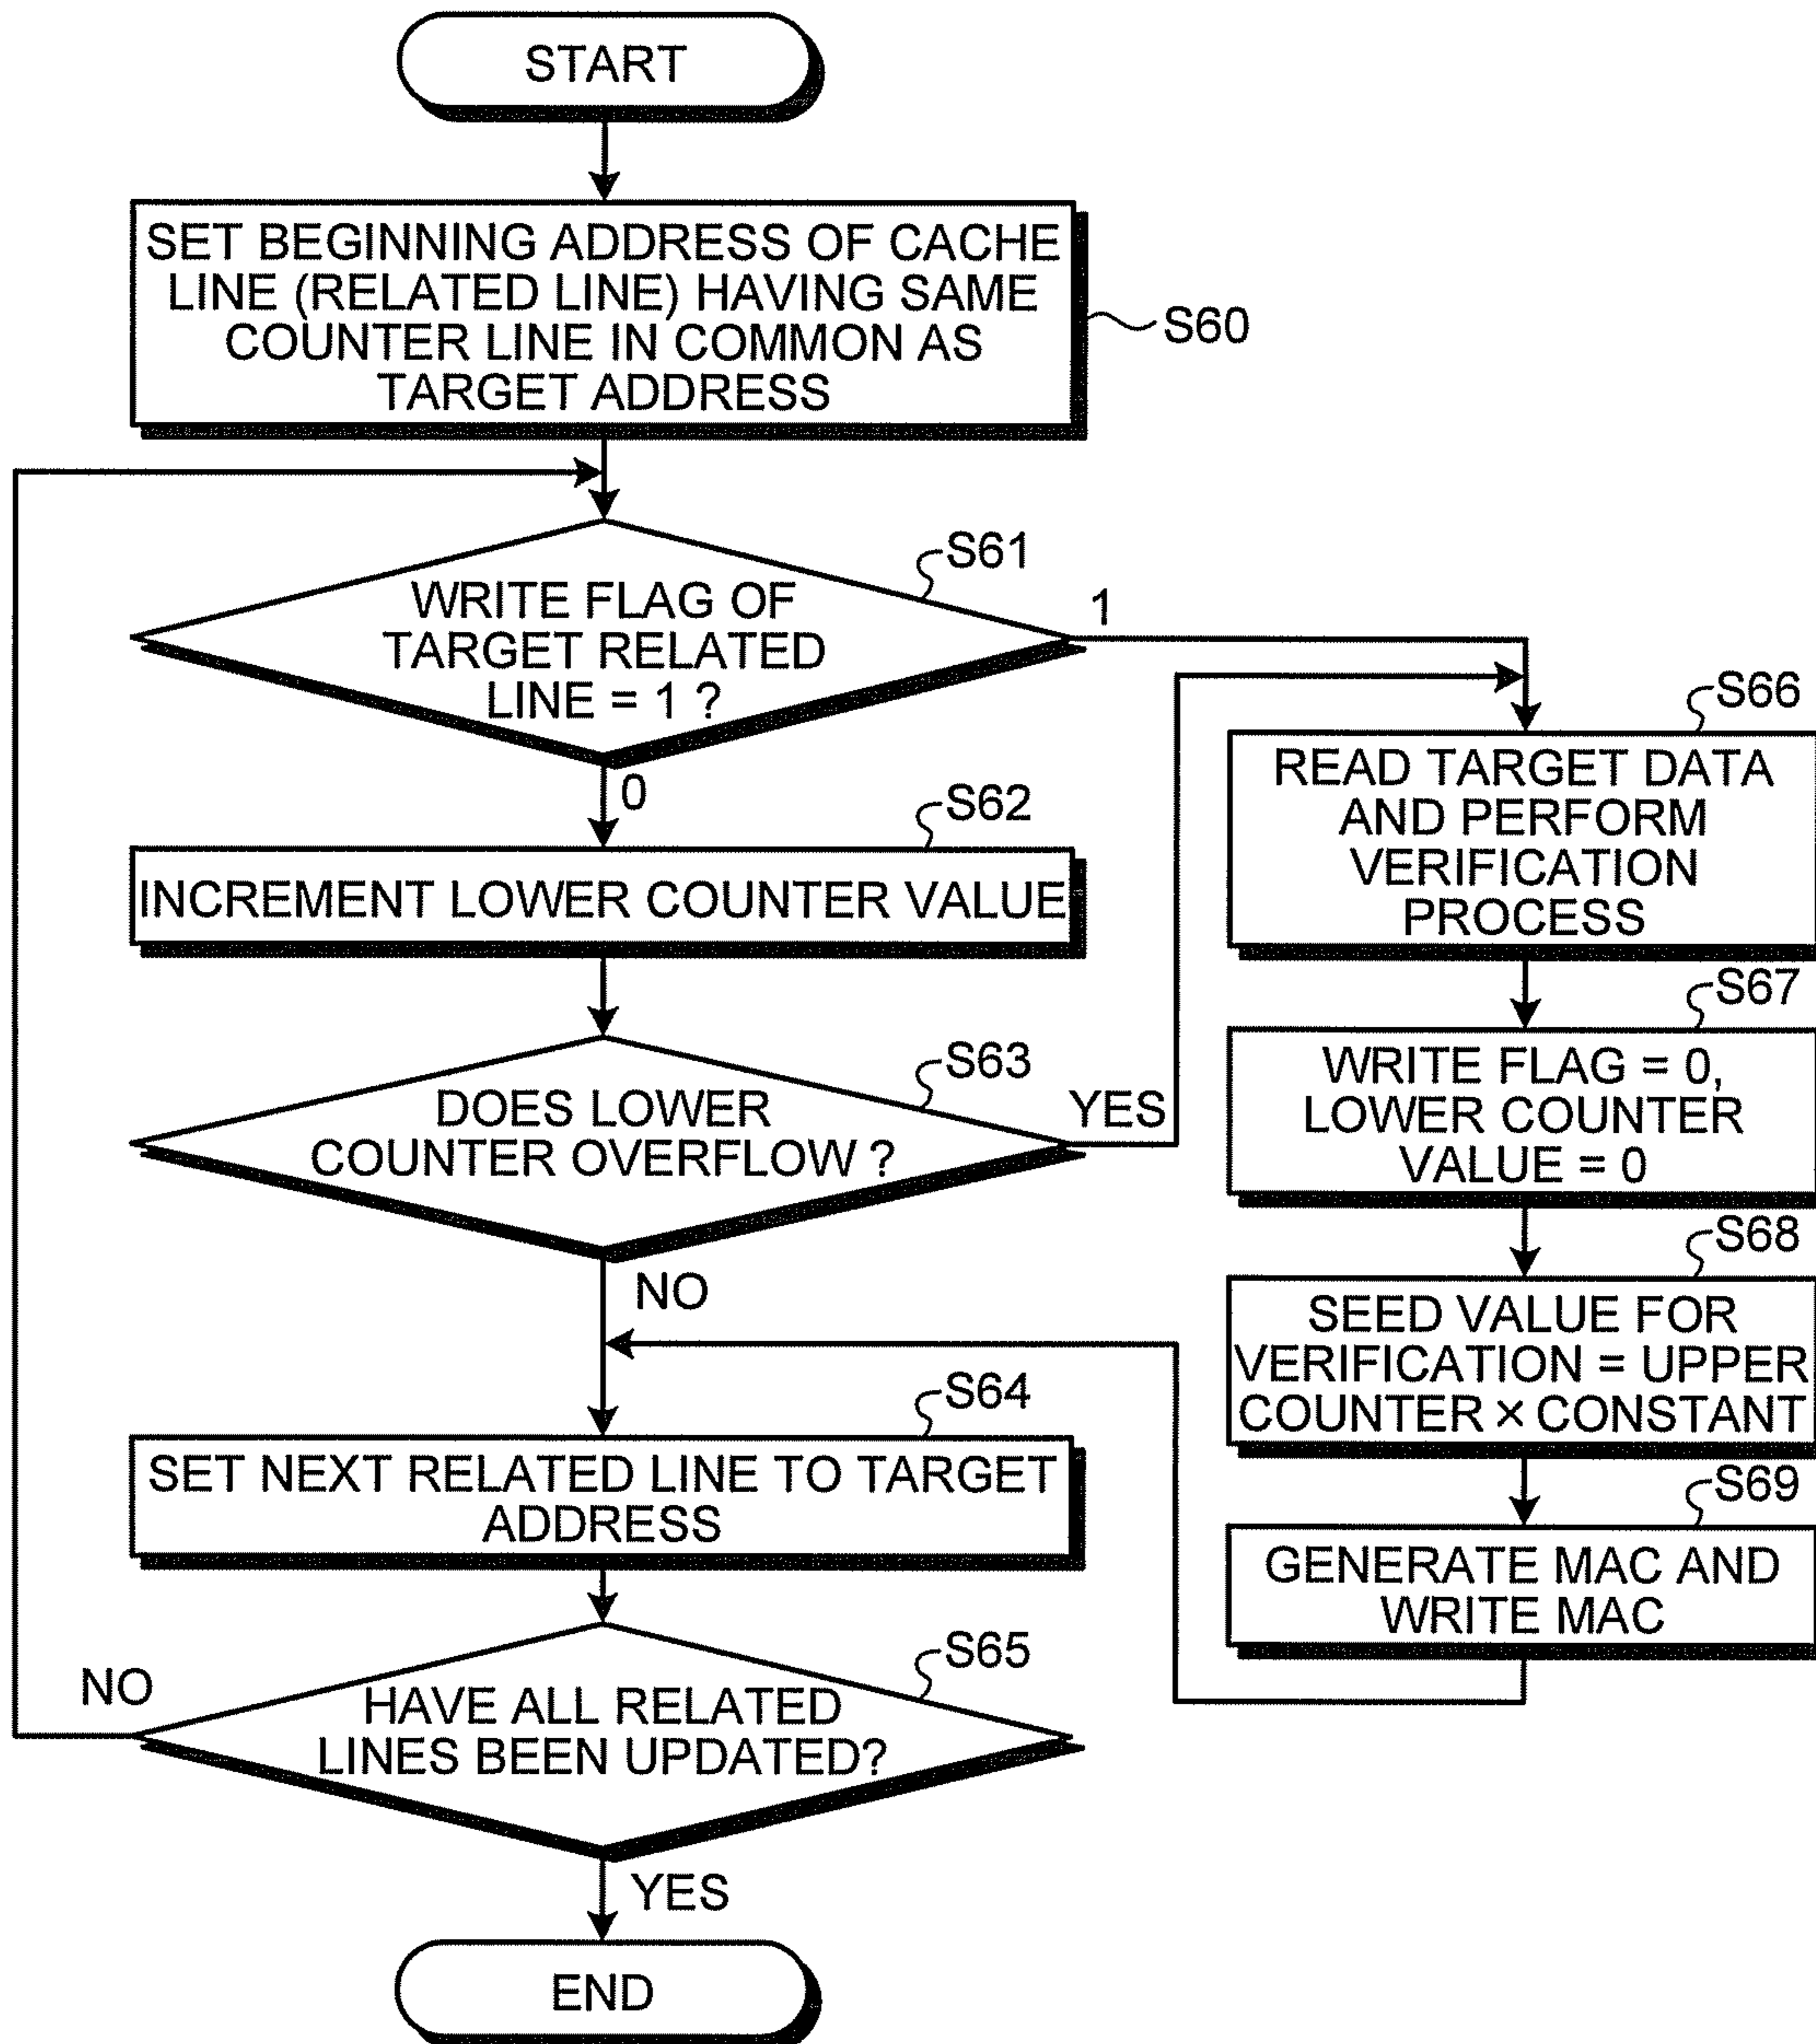 START
SET BEGINNING ADDRESS OF CACHE
LINE (RELATED LINE) HAVING SAME
COUNTER LINE IN COMMON AS
TARGET ADDRESS
S60
S61
WRITE FLAG OF
TARGET RELATED
LINE = 1 ?
1
0
S62
INCREMENT LOWER COUNTER VALUE
S63
DOES LOWER
COUNTER OVERFLOW ?
YES
NO
S64
SET NEXT RELATED LINE TO TARGET
ADDRESS
S65
HAVE ALL RELATED
LINES BEEN UPDATED?
NO
YES
END
S66
READ TARGET DATA
AND PERFORM
VERIFICATION
PROCESS
S67
WRITE FLAG = 0,
LOWER COUNTER
VALUE = 0
S68
SEED VALUE FOR
VERIFICATION = UPPER
COUNTER × CONSTANT
S69
GENERATE MAC AND
WRITE MAC